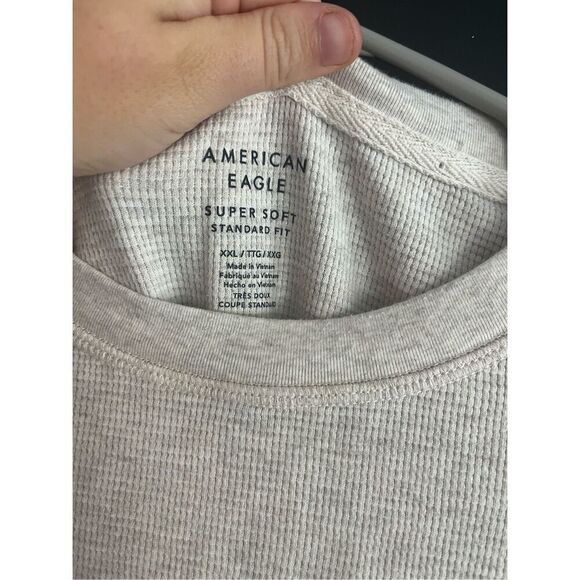 AMERICAN
EAGLE
SUPER SOFT
STANDARD FIT
XXL / TTG / XXG
Made in Vietnam
Fabriqué au Vietnam
Hecho en Vietnam
TRÈS DOUX
COUPE STANDARD